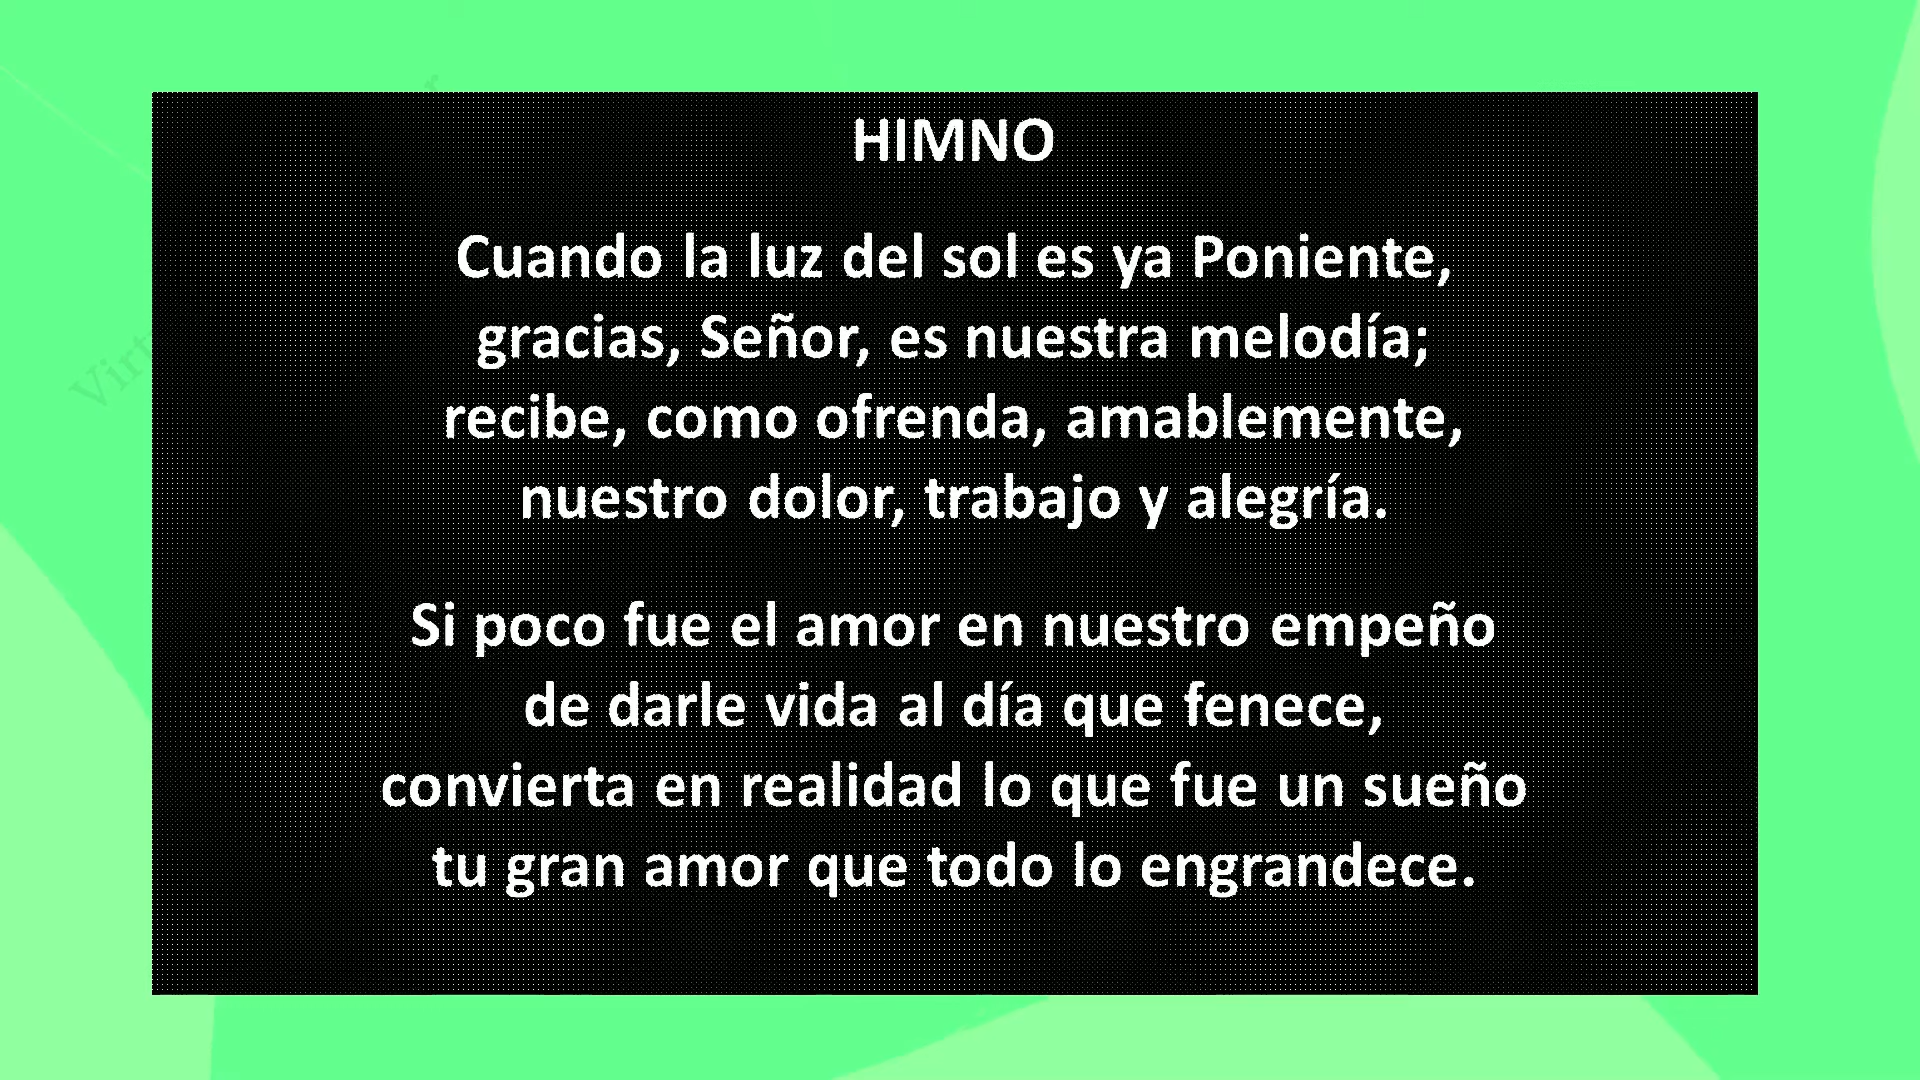 HIMNO
Cuando la luz del sol es ya Poniente,
gracias, Señor, es nuestra melodía;
recibe, como ofrenda, amablemente,
nuestro dolor, trabajo y alegría.
Si poco fue el amor en nuestro empeño
de darle vida al día que fenece,
convierta en realidad lo que fue un sueño
tu gran amor que todo lo engrandece.